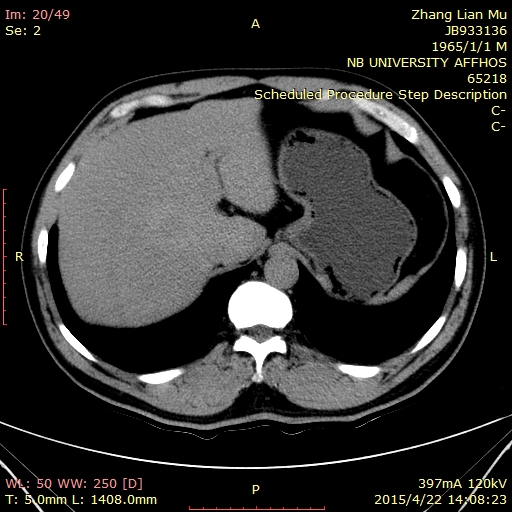 Im: 20/49
Se: 2
A
Zhang Lian Mu
JB933136
1965/1/1 M
NB UNIVERSITY AFFHOS
65218
Scheduled Procedure Step Description
C-
C-
R
L
WL: 50 WW: 250 [D]
T: 5.0mm L: 1408.0mm
P
397mA 120kV
2015/4/22 14:08:23